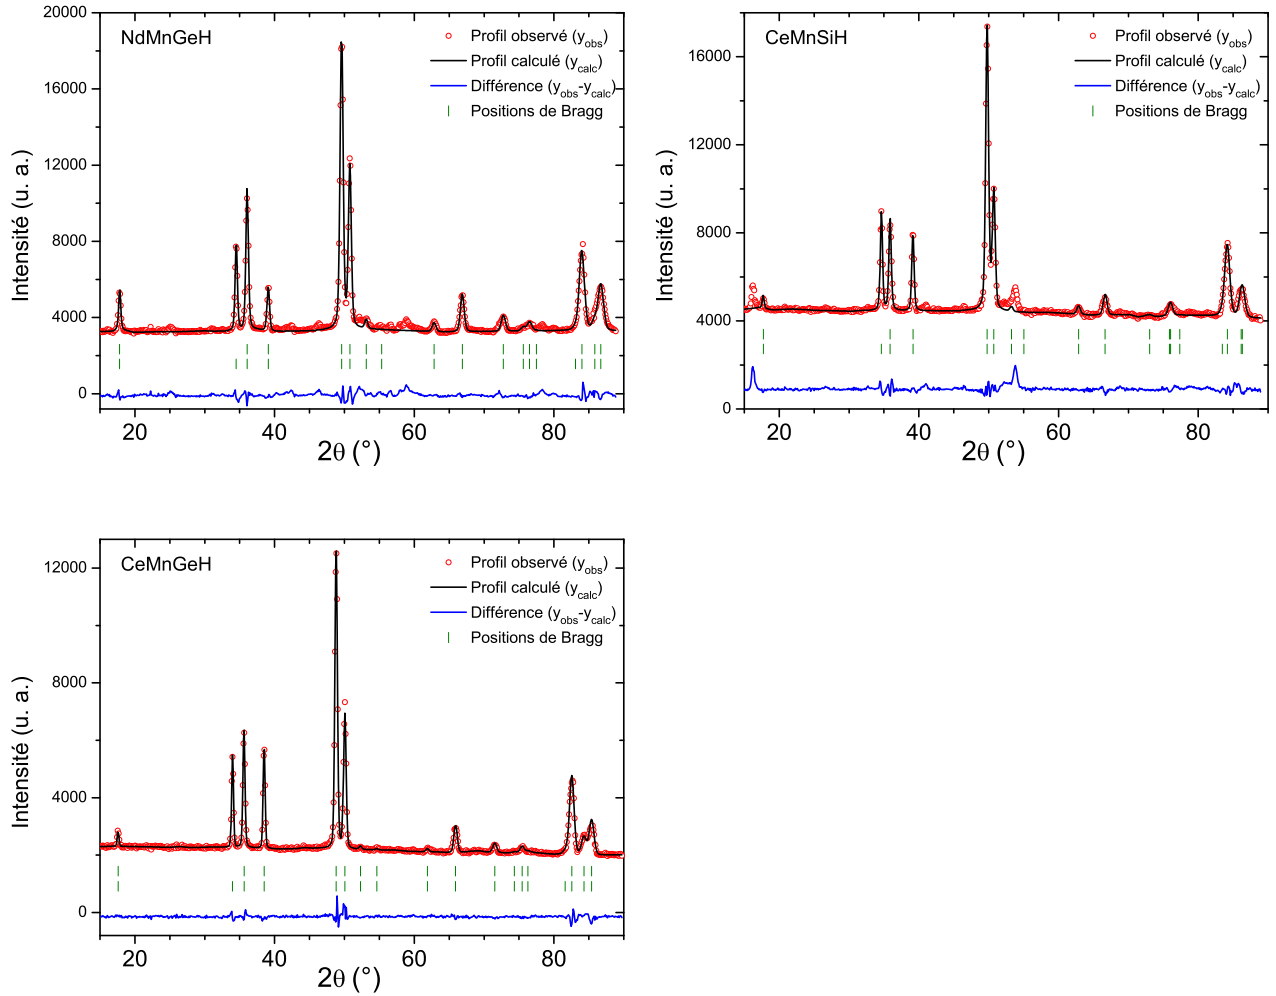 NdMnGeH
Profil observé (yobs)
Profil calculé (ycalc)
Différence (yobs-ycalc)
Positions de Bragg
Intensité (u. a.)
20000
16000
12000
8000
4000
0
20 40 60 80
2θ (°)
CeMnSiH
Profil observé (yobs)
Profil calculé (ycalc)
Différence (yobs-ycalc)
Positions de Bragg
Intensité (u. a.)
16000
12000
8000
4000
0
20 40 60 80
2θ (°)
CeMnGeH
Profil observé (yobs)
Profil calculé (ycalc)
Différence (yobs-ycalc)
Positions de Bragg
Intensité (u. a.)
12000
8000
4000
0
20 40 60 80
2θ (°)